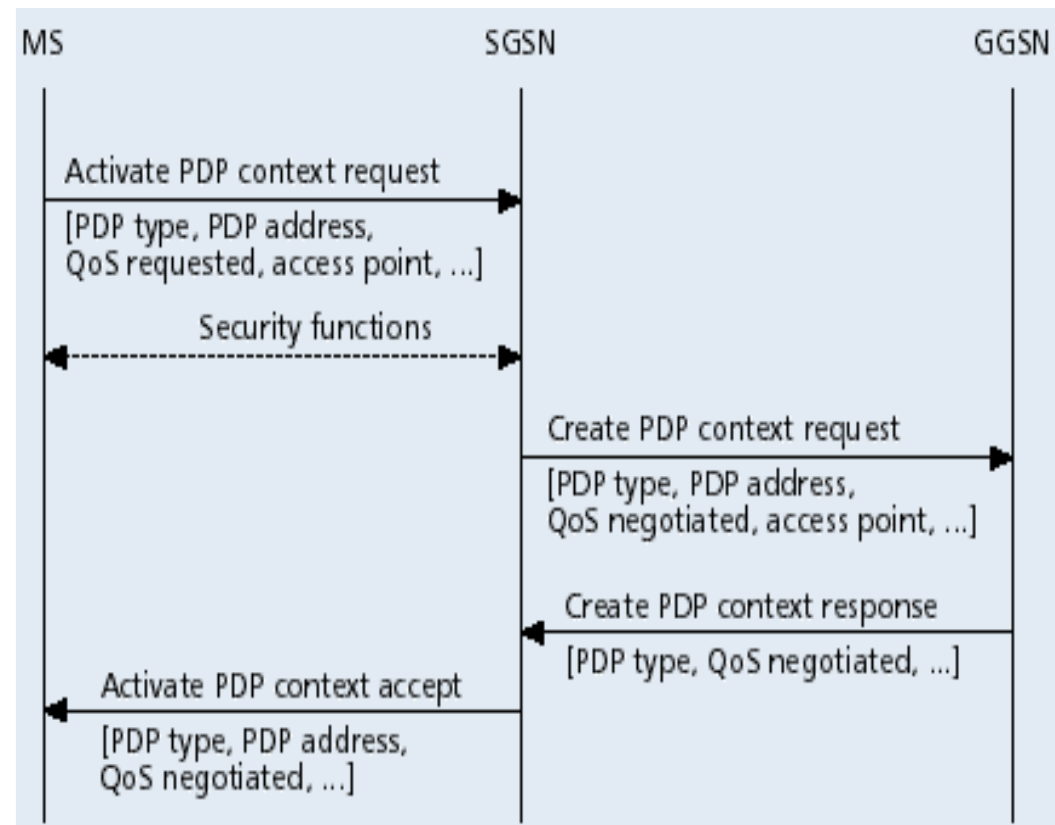 MS SGSN GGSN
Activate PDP context request
[PDP type, PDP address,
QoS requested, access point, ...]
Security functions
Create PDP context request
[PDP type, PDP address,
QoS negotiated, access point, ...]
Create PDP context response
[PDP type, QoS negotiated, ...]
Activate PDP context accept
[PDP type, PDP address,
QoS negotiated, ...]